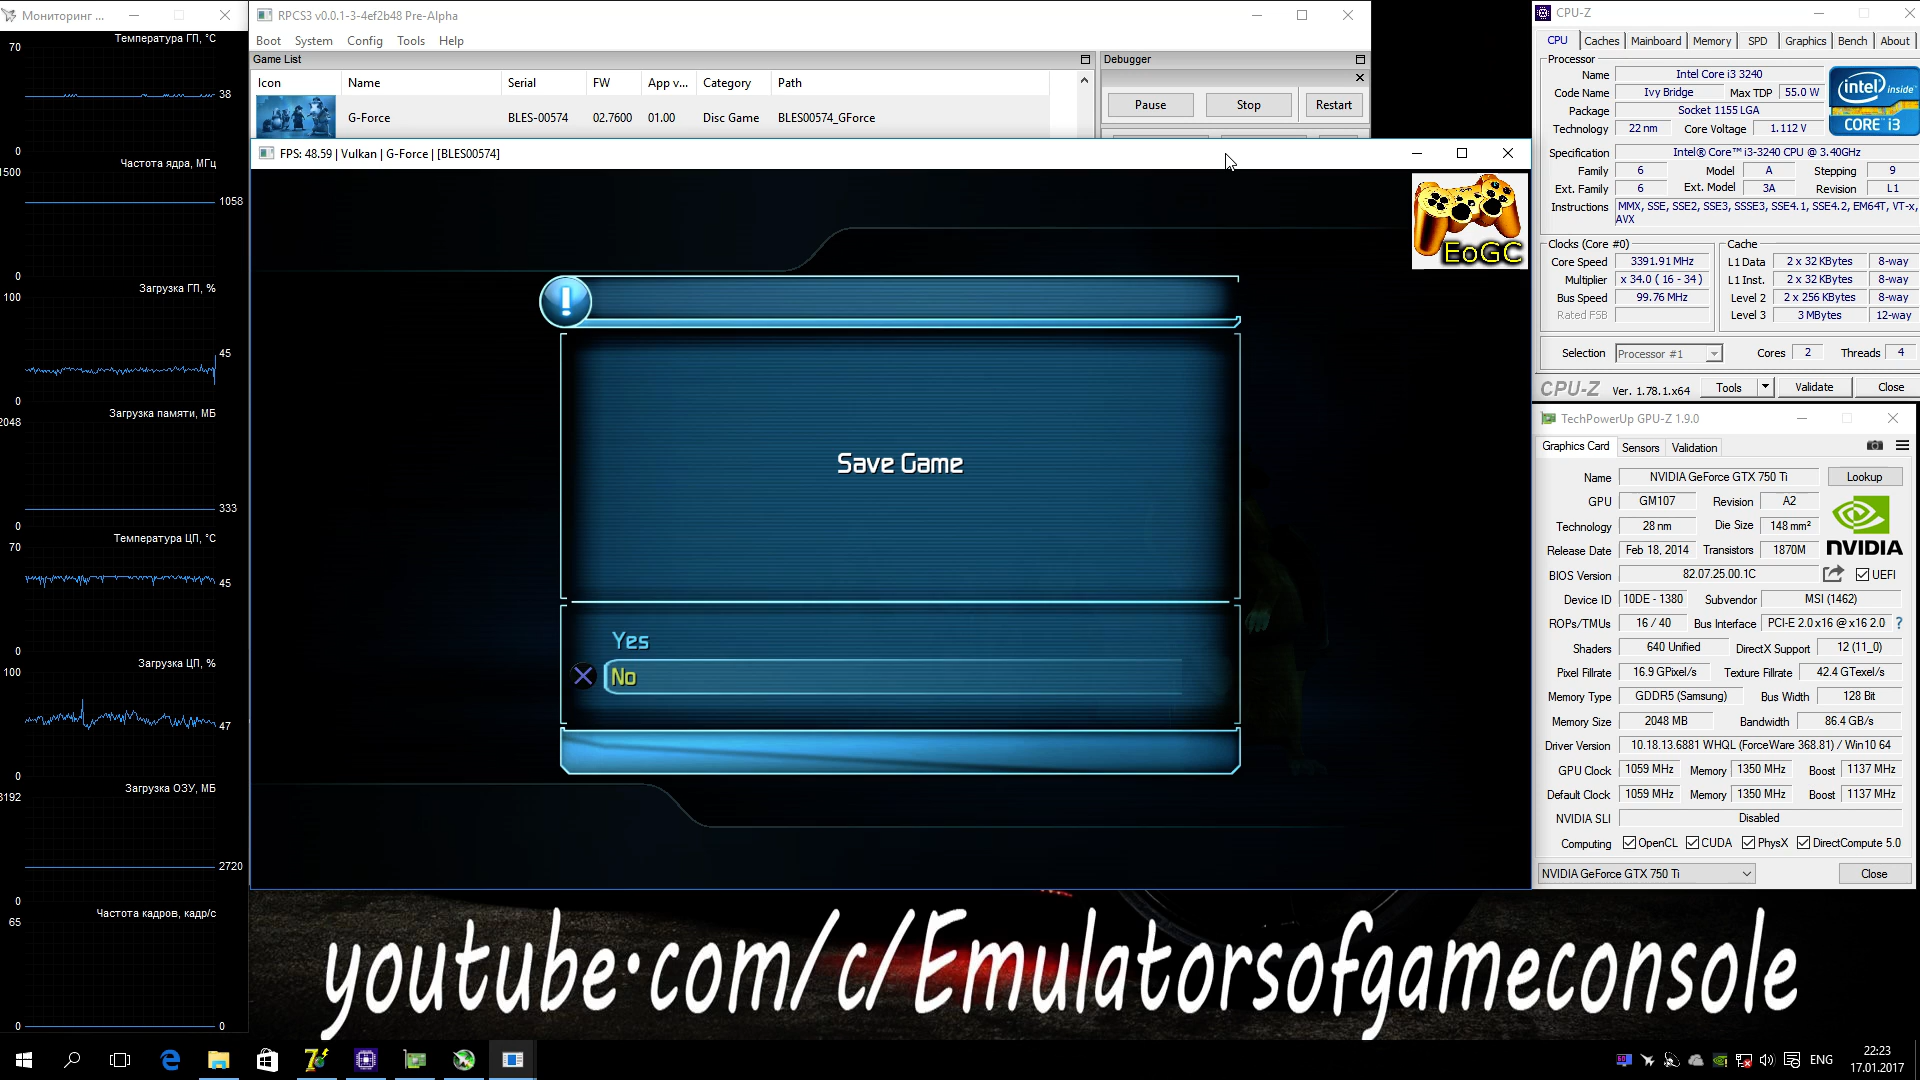 Мониторинг ...
Температура ГП, °C
70
38
0
Частота ядра, МГц
1500
1058
0
Загрузка ГП, %
100
45
0
Загрузка памяти, МБ
2048
333
0
Температура ЦП, °C
70
45
0
Загрузка ЦП, %
100
47
0
Загрузка ОЗУ, МБ
3192
2720
0
Частота кадров, кадр/с
65
0
0
RPCS3 v0.0.1-3-4ef2b48 Pre-Alpha
Boot System Config Tools Help
Game List
Icon Name Serial FW App v... Category Path
G-Force BLES-00574 02.7600 01.00 Disc Game BLES00574_GForce
Debugger
Pause Stop Restart
FPS: 48.59 | Vulkan | G-Force | [BLES00574]
EoGC
!
Save Game
Yes
No
CPU-Z
CPU Caches Mainboard Memory SPD Graphics Bench About
Processor
Name Intel Core i3 3240
Code Name Ivy Bridge Max TDP 55.0 W
Package Socket 1155 LGA
Technology 22 nm Core Voltage 1.112 V
intel inside™
CORE i3
Specification Intel® Core™ i3-3240 CPU @ 3.40GHz
Family 6 Model A Stepping 9
Ext. Family 6 Ext. Model 3A Revision L1
Instructions MMX, SSE, SSE2, SSE3, SSSE3, SSE4.1, SSE4.2, EM64T, VT-x,
AVX
Clocks (Core #0)
Core Speed 3391.91 MHz
Multiplier x 34.0 ( 16 - 34 )
Bus Speed 99.76 MHz
Rated FSB
Cache
L1 Data 2 x 32 KBytes 8-way
L1 Inst. 2 x 32 KBytes 8-way
Level 2 2 x 256 KBytes 8-way
Level 3 3 MBytes 12-way
Selection Processor #1 Cores 2 Threads 4
CPU-Z Ver. 1.78.1.x64 Tools Validate Close
TechPowerUp GPU-Z 1.9.0
Graphics Card Sensors Validation
Name NVIDIA GeForce GTX 750 Ti Lookup
GPU GM107 Revision A2
Technology 28 nm Die Size 148 mm²
Release Date Feb 18, 2014 Transistors 1870M
NVIDIA
BIOS Version 82.07.25.00.1C UEFI
Device ID 10DE - 1380 Subvendor MSI (1462)
ROPs/TMUs 16 / 40 Bus Interface PCI-E 2.0 x16 @ x16 2.0 ?
Shaders 640 Unified DirectX Support 12 (11_0)
Pixel Fillrate 16.9 GPixel/s Texture Fillrate 42.4 GTexel/s
Memory Type GDDR5 (Samsung) Bus Width 128 Bit
Memory Size 2048 MB Bandwidth 86.4 GB/s
Driver Version 10.18.13.6881 WHQL (ForceWare 368.81) / Win10 64
GPU Clock 1059 MHz Memory 1350 MHz Boost 1137 MHz
Default Clock 1059 MHz Memory 1350 MHz Boost 1137 MHz
NVIDIA SLI Disabled
Computing OpenCL CUDA PhysX DirectCompute 5.0
NVIDIA GeForce GTX 750 Ti Close
youtube.com/c/Emulatorsofgameconsole
ENG
22:23
17.01.2017